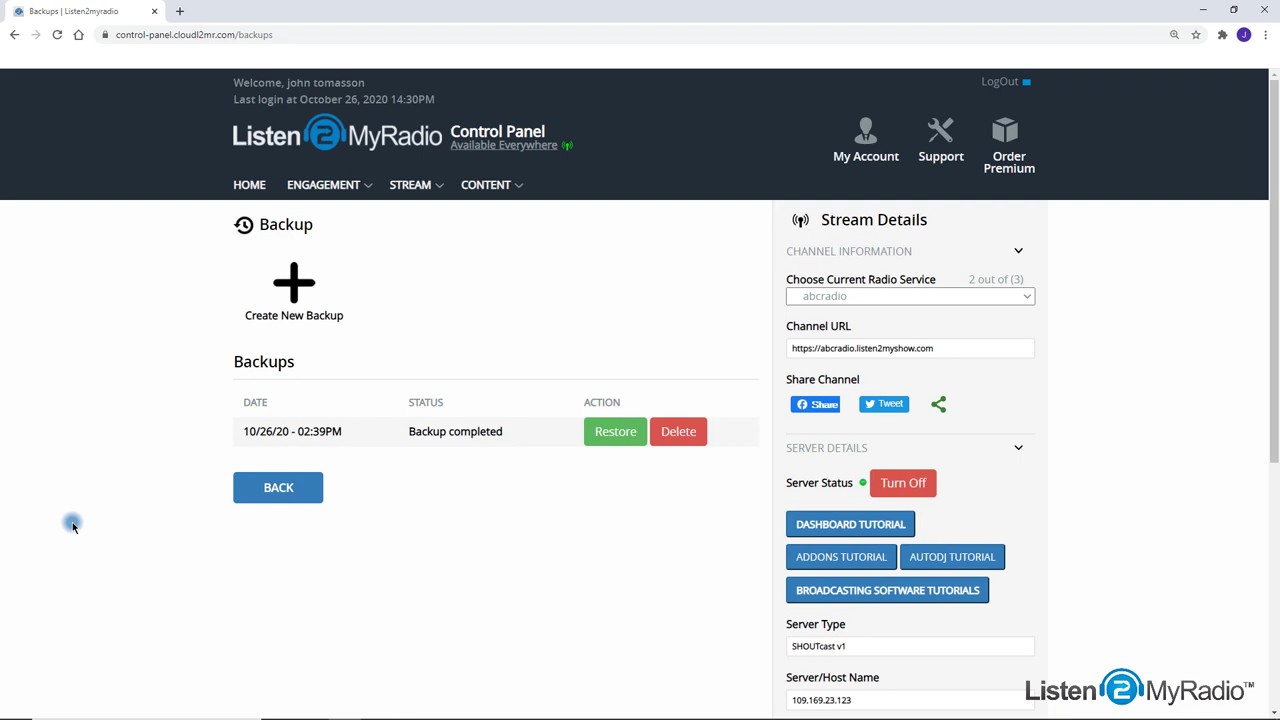 Backups | Listen2myradio
control-panel.cloudl2mr.com/backups
J
Welcome, john tomasson
Last login at October 26, 2020 14:30PM
LogOut
Listen2MyRadio
Control Panel
Available Everywhere
My Account
Support
Order
Premium
HOME
ENGAGEMENT
STREAM
CONTENT
Backup
Create New Backup
Backups
DATE STATUS ACTION
10/26/20 - 02:39PM Backup completed Restore Delete
BACK
Stream Details
CHANNEL INFORMATION
Choose Current Radio Service 2 out of (3)
abcradio
Channel URL
https://abcradio.listen2myshow.com
Share Channel
Share Tweet
SERVER DETAILS
Server Status Turn Off
DASHBOARD TUTORIAL
ADDONS TUTORIAL AUTODJ TUTORIAL
BROADCASTING SOFTWARE TUTORIALS
Server Type
SHOUTcast v1
Server/Host Name
109.169.23.123
Listen2MyRadio™